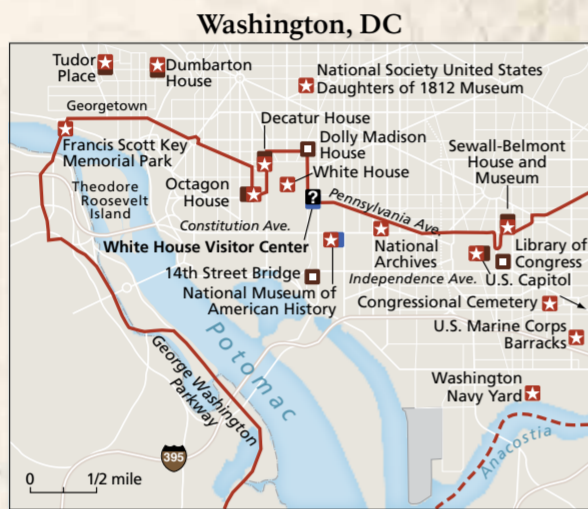 Washington, DC
Tudor
Place
Dumbarton
House
National Society United States
Daughters of 1812 Museum
Georgetown
Decatur House
Dolly Madison
House
Francis Scott Key
Memorial Park
Sewall-Belmont
House and
Museum
White House
Theodore
Roosevelt
Island
Octagon
House
?
Pennsylvania Ave.
Constitution Ave.
White House Visitor Center
National
Archives
Library of
Congress
14th Street Bridge
Independence Ave.
U.S. Capitol
National Museum of
American History
Congressional Cemetery
U.S. Marine Corps
Barracks
Potomac
George Washington
Parkway
Washington
Navy Yard
Anacostia
395
0 1/2 mile